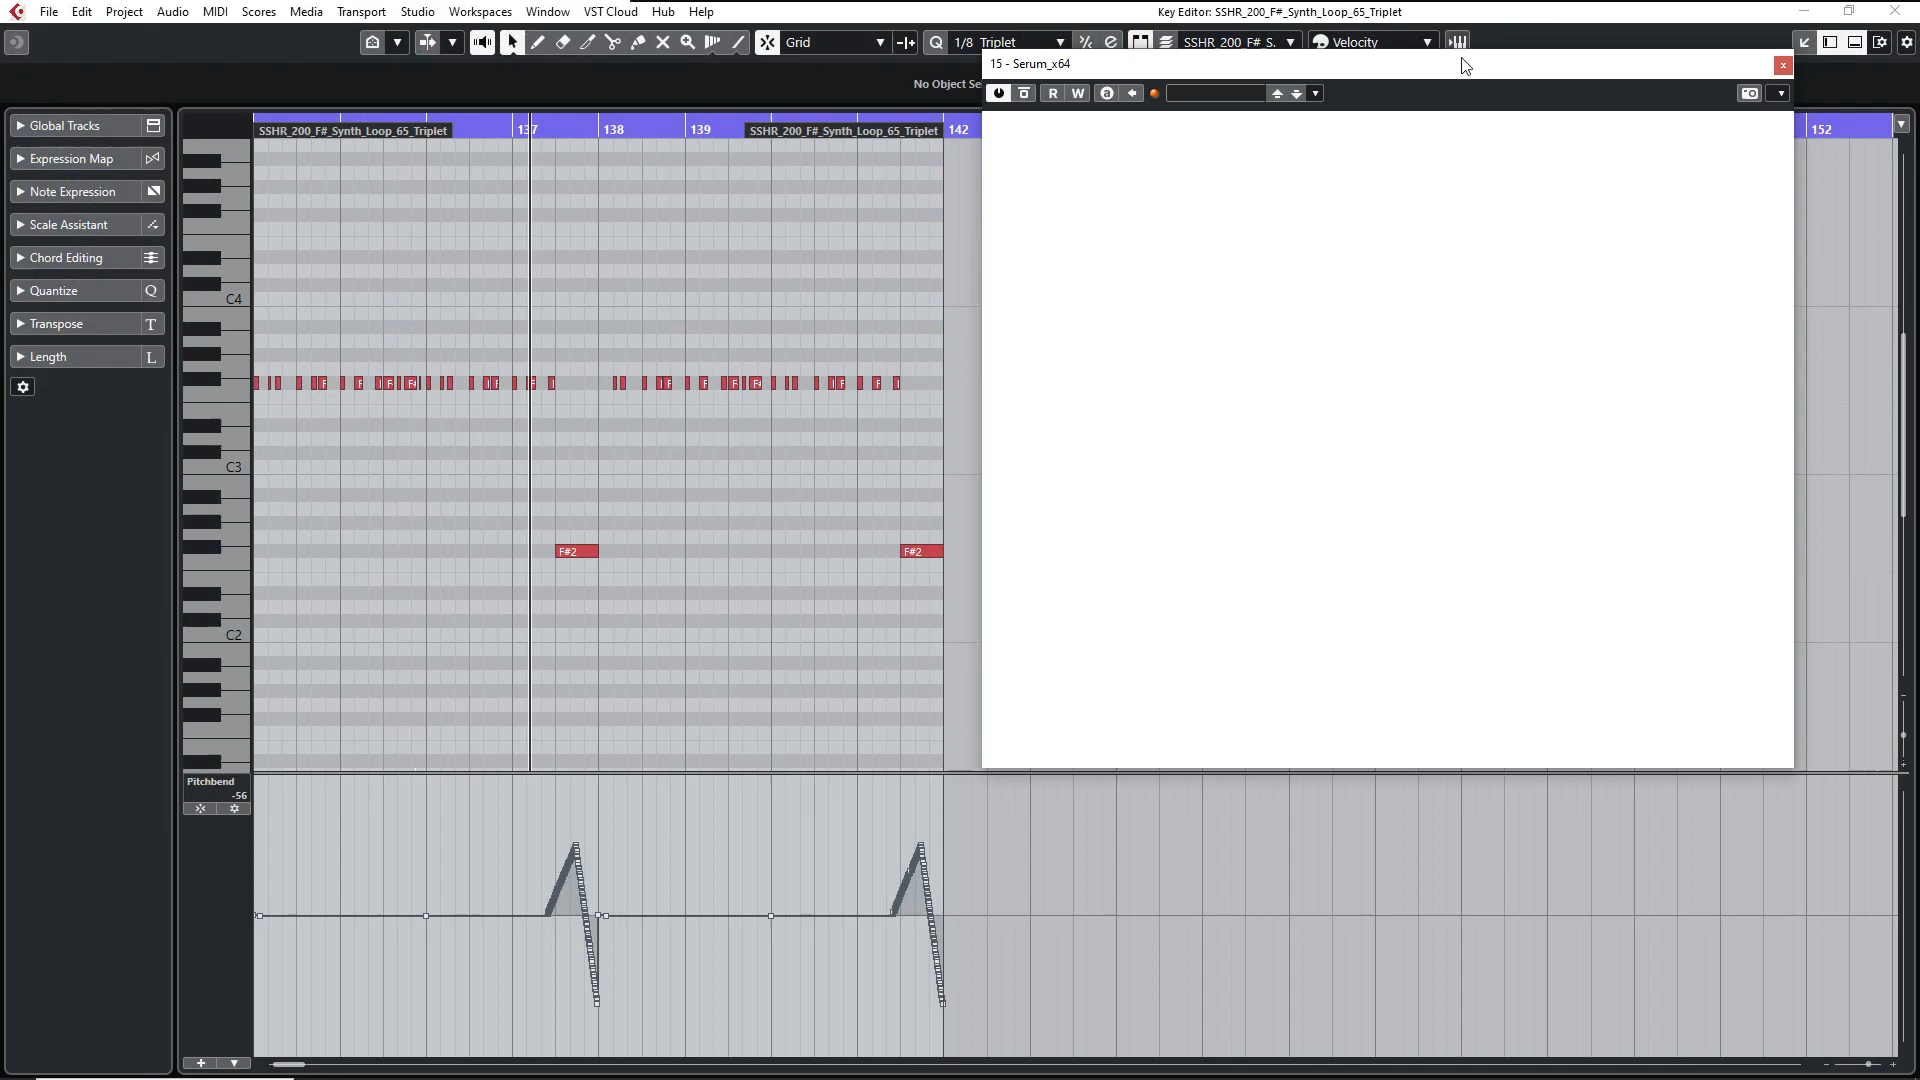 File Edit Project Audio MIDI Scores Media Transport Studio Workspaces Window VST Cloud Hub Help
Key Editor: SSHR_200_F#_Synth_Loop_65_Triplet
Grid
1/8 Triplet
SSHR_200_F#_S.
Velocity
No Object Se
15 - Serum_x64
R W
Global Tracks
Expression Map
Note Expression
Scale Assistant
Chord Editing
Quantize Q
Transpose T
Length L
137 138 139 142 152
SSHR_200_F#_Synth_Loop_65_Triplet
SSHR_200_F#_Synth_Loop_65_Triplet
C4
C3
F#2 F#2
C2
Pitchbend
-56